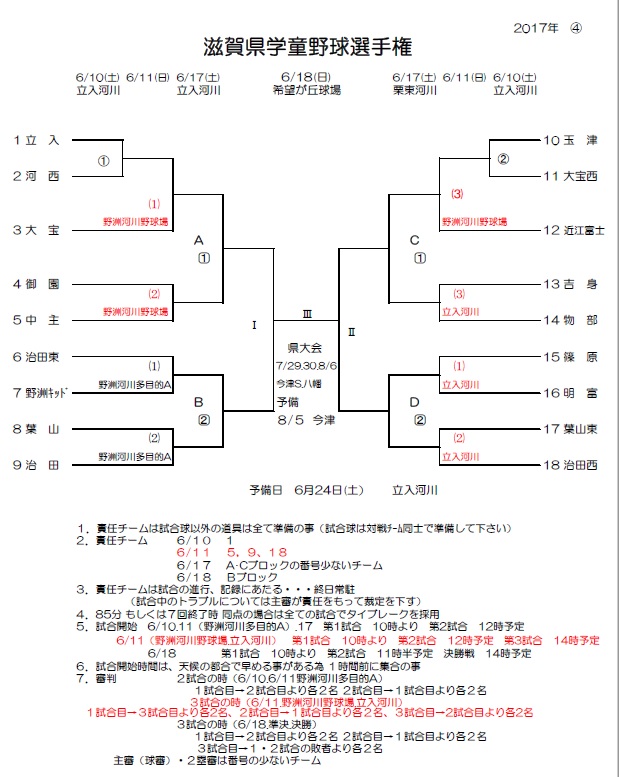 2017年 ④
滋賀県学童野球選手権
6/10(土) 6/11(日) 6/17(土) 6/18(日) 6/17(土) 6/11(日) 6/10(土)
立入河川 立入河川 希望が丘球場 栗東河川 立入河川
1 立 入 10 玉 津
① ②
2 河 西 11 大宝西
(1) (3)
野洲河川野球場 野洲河川野球場
3 大 宝 12 近江富士
A C
① ①
4 御 園 13 吉 身
(2) (3)
野洲河川野球場 立入河川
5 中 主 14 物 部
Ⅰ Ⅲ Ⅱ
県大会
7/29,30,8/6
今津S,八幡
予備
8/5 今津
6 治田東 15 篠 原
(1) (1)
野洲河川多目的A 立入河川
7 野洲ｷｯﾄﾞ 16 明 富
B D
② ②
8 葉 山 17 葉山東
(2) (2)
野洲河川多目的A 立入河川
9 治 田 18 治田西
予備日 6月24日(土) 立入河川
1．責任チームは試合球以外の道具は全て準備の事（試合球は対戦ﾁｰﾑ同士で準備して下さい）
2．責任チーム 6/10 1
6/11 5，9，18
6/17 A･Cブロックの番号少ないチーム
6/18 Bブロック
3．責任チームは試合の進行、記録にあたる・・・終日常駐
（試合中のトラブルについては主審が責任をもって裁定を下す）
4．85分 もしくは７回終了時 同点の場合は全ての試合でタイブレークを採用
5．試合開始 6/10,11（野洲河川多目的A）,17 第１試合 10時より 第2試合 12時予定
6/11（野洲河川野球場,立入河川） 第1試合 10時より 第2試合 12時予定 第3試合 14時予定
6/18 第１試合 10時より 第２試合 11時半予定 決勝戦 14時予定
6．試合開始時間は、天候の都合で早める事がある為 1時間前に集合の事
7．審判 2試合の時（6/10,6/11野洲河川多目的A）
1試合目→2試合目より各2名 2試合目→1試合目より各2名
3試合の時（6/11,野洲河川野球場,立入河川）
1試合目→3試合目より各2名、2試合目→1試合目より各2名、3試合目→2試合目より各2名
3試合の時（6/18,準決,決勝）
1試合目→2試合目より各2名 2試合目→1試合目より各2名
3試合目→1・2試合の敗者より各2名
主審（球審）・2塁審は番号の少ないチーム